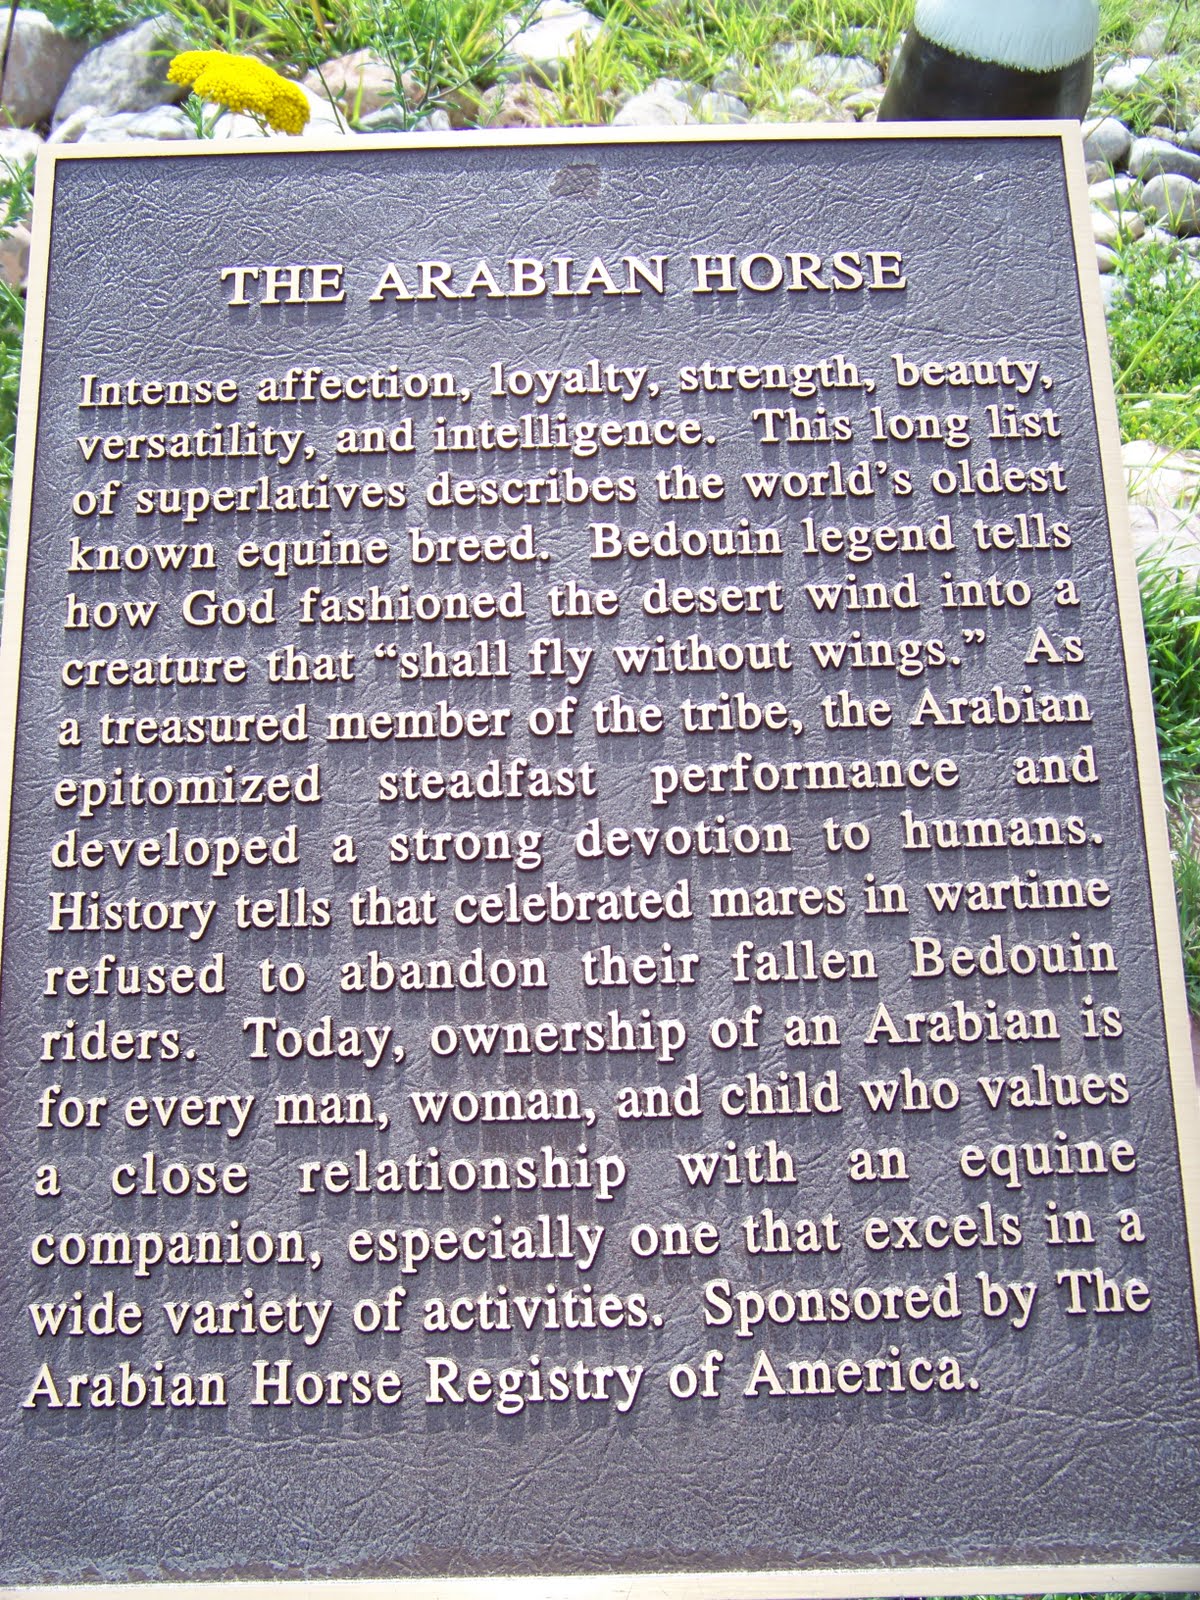 THE ARABIAN HORSE
Intense affection, loyalty, strength, beauty,
versatility, and intelligence. This long list
of superlatives describes the world's oldest
known equine breed. Bedouin legend tells
how God fashioned the desert wind into a
creature that “shall fly without wings.” As
a treasured member of the tribe, the Arabian
epitomized steadfast performance and
developed a strong devotion to humans.
History tells that celebrated mares in wartime
refused to abandon their fallen Bedouin
riders. Today, ownership of an Arabian is
for every man, woman, and child who values
a close relationship with an equine
companion, especially one that excels in a
wide variety of activities. Sponsored by The
Arabian Horse Registry of America.